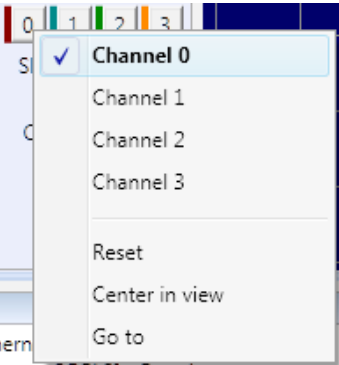 0 1 2 3
Channel 0
Channel 1
Channel 2
Channel 3
Reset
Center in view
Go to